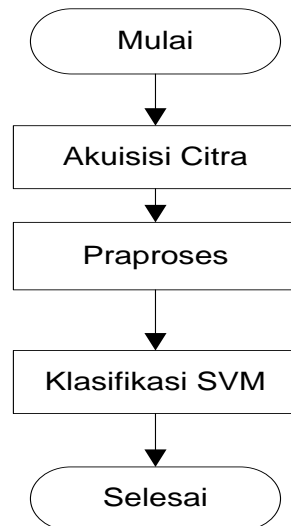 Mulai
Akuisisi Citra
Praproses
Klasifikasi SVM
Selesai